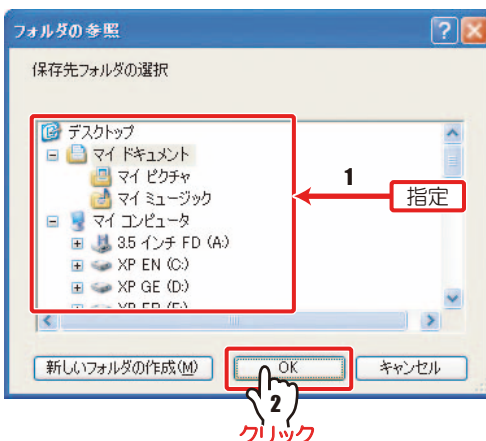 フォルダの参照
保存先フォルダの選択
デスクトップ
マイ ドキュメント
マイ ピクチャ
マイ ミュージック
マイ コンピュータ
3.5 インチ FD (A:)
XP EN (C:)
XP GE (D:)
1
指定
新しいフォルダの作成(M)
OK
キャンセル
2
クリック